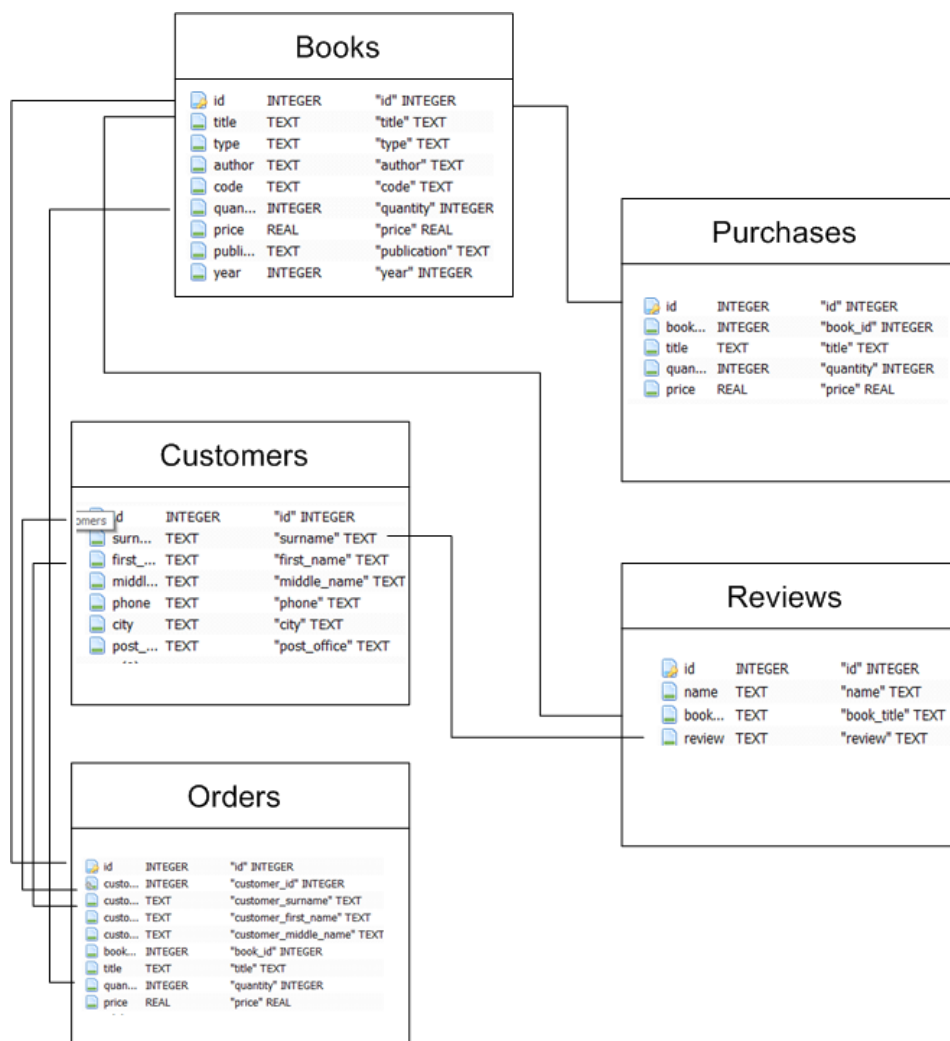 Books
id INTEGER "id" INTEGER
title TEXT "title" TEXT
type TEXT "type" TEXT
author TEXT "author" TEXT
code TEXT "code" TEXT
quan... INTEGER "quantity" INTEGER
price REAL "price" REAL
publi... TEXT "publication" TEXT
year INTEGER "year" INTEGER
Purchases
id INTEGER "id" INTEGER
book... INTEGER "book_id" INTEGER
title TEXT "title" TEXT
quan... INTEGER "quantity" INTEGER
price REAL "price" REAL
Customers
omers d INTEGER "id" INTEGER
surn... TEXT "surname" TEXT
first_... TEXT "first_name" TEXT
middl... TEXT "middle_name" TEXT
phone TEXT "phone" TEXT
city TEXT "city" TEXT
post_... TEXT "post_office" TEXT
Reviews
id INTEGER "id" INTEGER
name TEXT "name" TEXT
book... TEXT "book_title" TEXT
review TEXT "review" TEXT
Orders
id INTEGER "id" INTEGER
custo... INTEGER "customer_id" INTEGER
custo... TEXT "customer_surname" TEXT
custo... TEXT "customer_first_name" TEXT
custo... TEXT "customer_middle_name" TEXT
book... INTEGER "book_id" INTEGER
title TEXT "title" TEXT
quan... INTEGER "quantity" INTEGER
price REAL "price" REAL